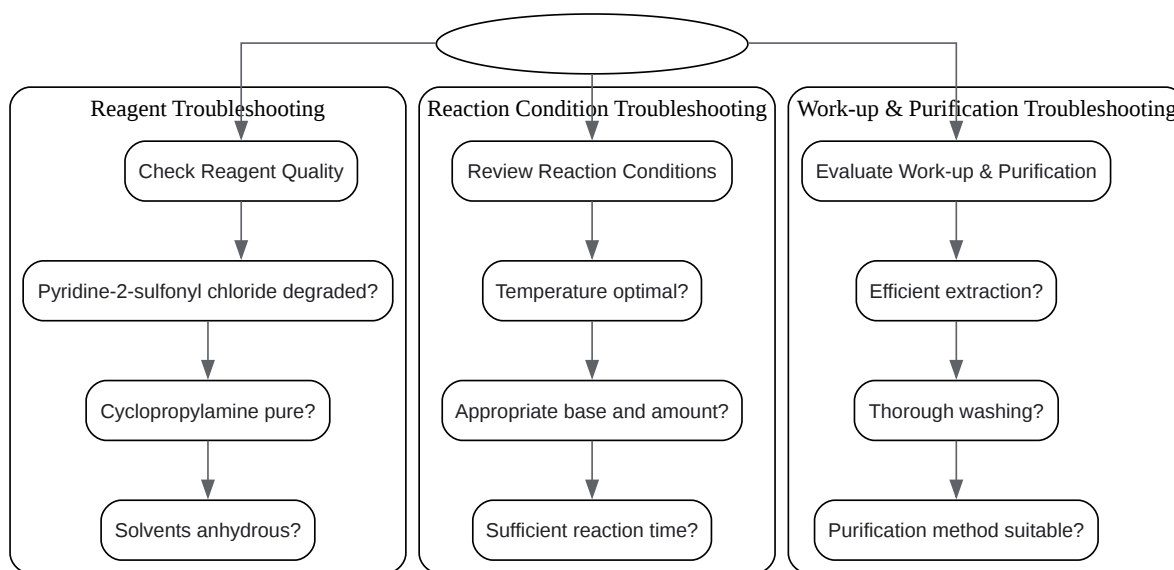 Reagent Troubleshooting
Check Reagent Quality
Pyridine-2-sulfonyl chloride degraded?
Cyclopropylamine pure?
Solvents anhydrous?
Reaction Condition Troubleshooting
Review Reaction Conditions
Temperature optimal?
Appropriate base and amount?
Sufficient reaction time?
Work-up & Purification Troubleshooting
Evaluate Work-up & Purification
Efficient extraction?
Thorough washing?
Purification method suitable?